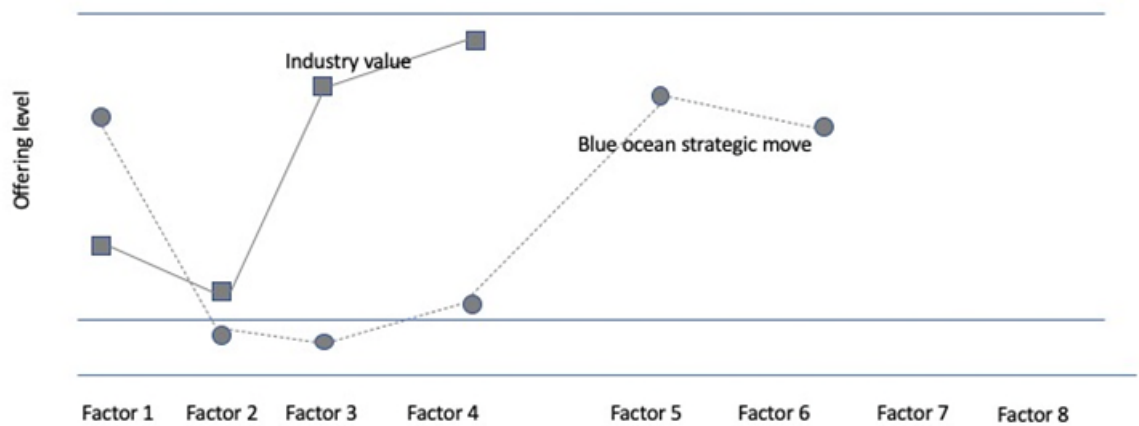 Industry value
Offering level
Blue ocean strategic move
Factor 1 Factor 2 Factor 3 Factor 4 Factor 5 Factor 6 Factor 7 Factor 8